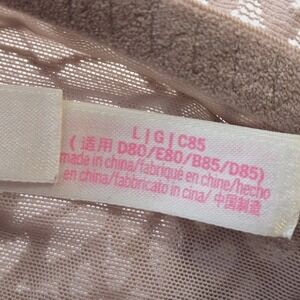 L | G | C85
( 适用 D80/E80/B85/D85)
made in china/fabriqué en chine/hecho
en china/fabbricato in cina/ 中国制造